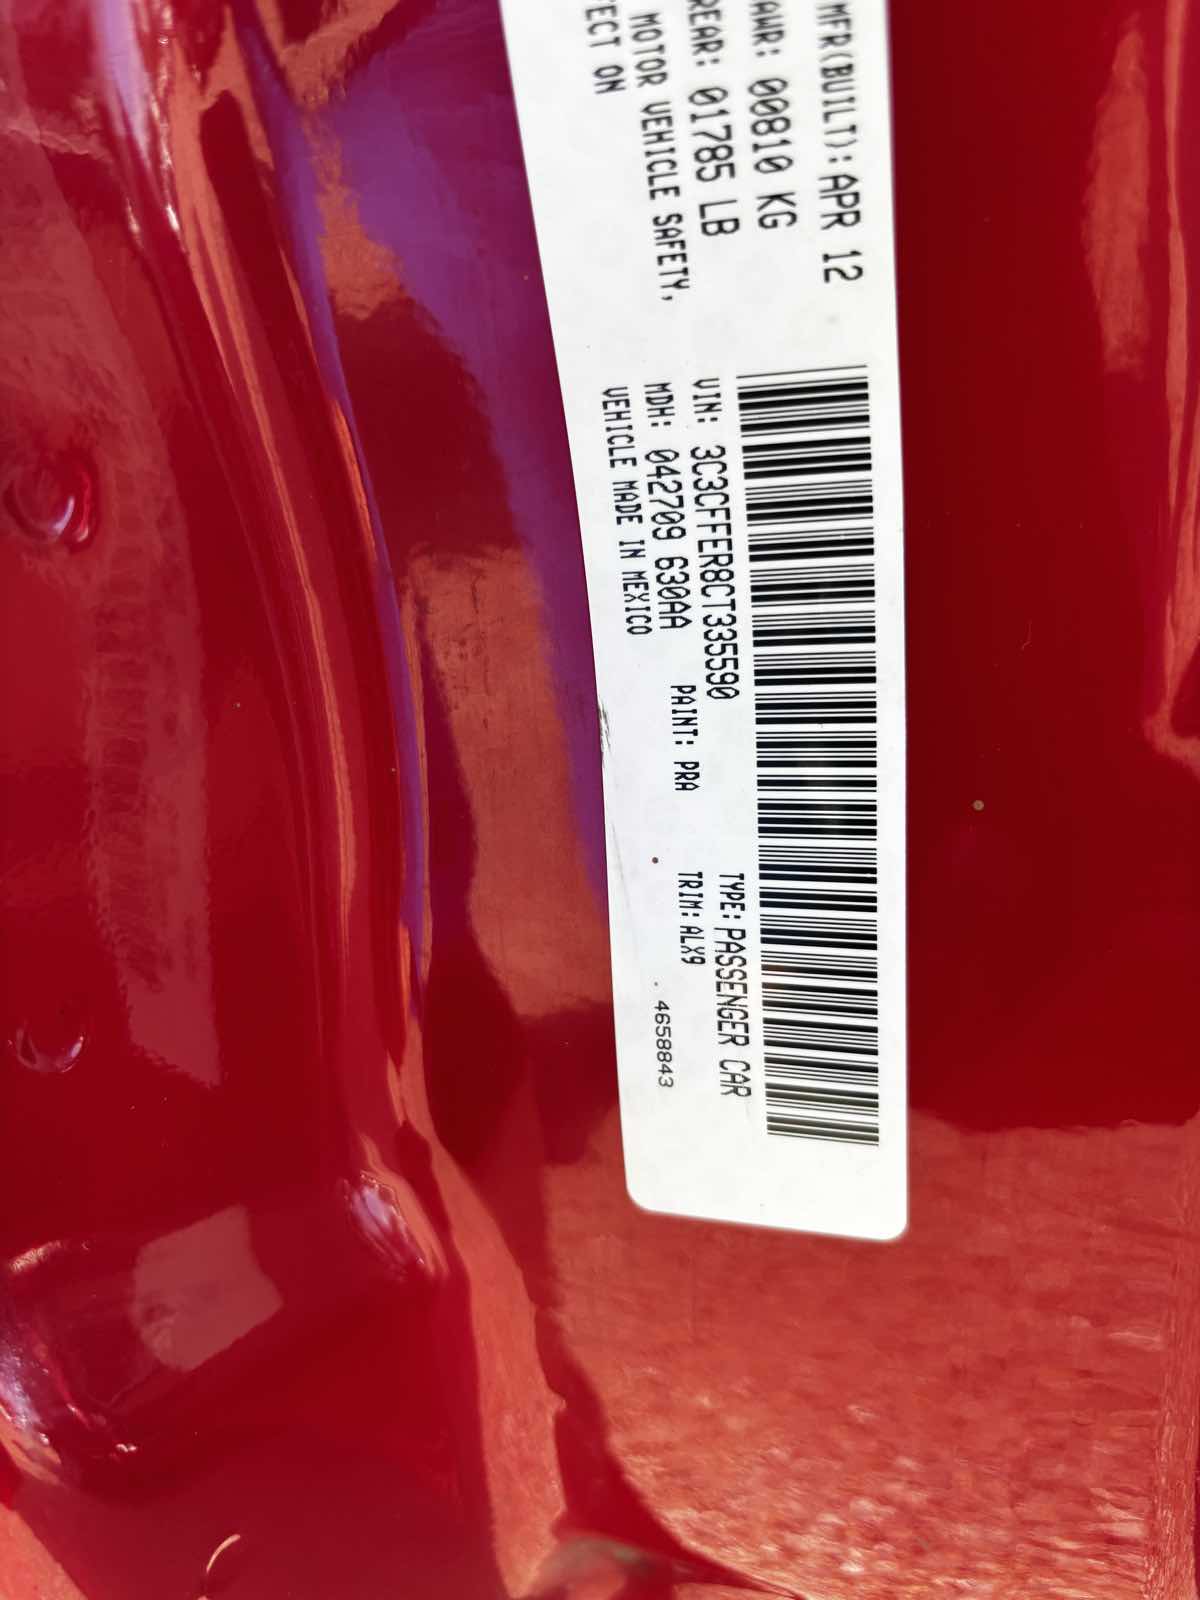 MFR(BUILT): APR 12
AWR: 00810 KG
REAR: 01785 LB
MOTOR VEHICLE SAFETY,
FECT ON
VIN: 3C3CFFER8CT335590 TYPE: PASSENGER CAR
MDH: 042709 630AA PAINT: PRA TRIM: ALX9
VEHICLE MADE IN MEXICO
4658843